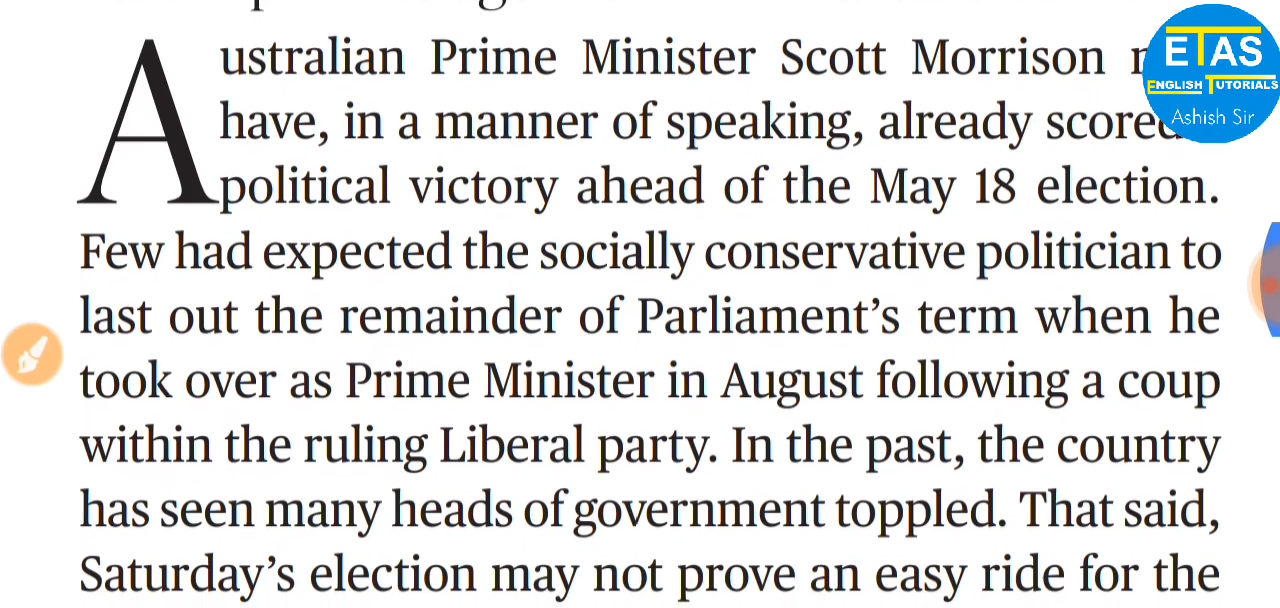 Australian Prime Minister Scott Morrison
have, in a manner of speaking, already scored
political victory ahead of the May 18 election.
Few had expected the socially conservative politician to
last out the remainder of Parliament's term when he
took over as Prime Minister in August following a coup
within the ruling Liberal party. In the past, the country
has seen many heads of government toppled. That said,
Saturday's election may not prove an easy ride for the
ETAS
ENGLISH TUTORIALS
Ashish Sir